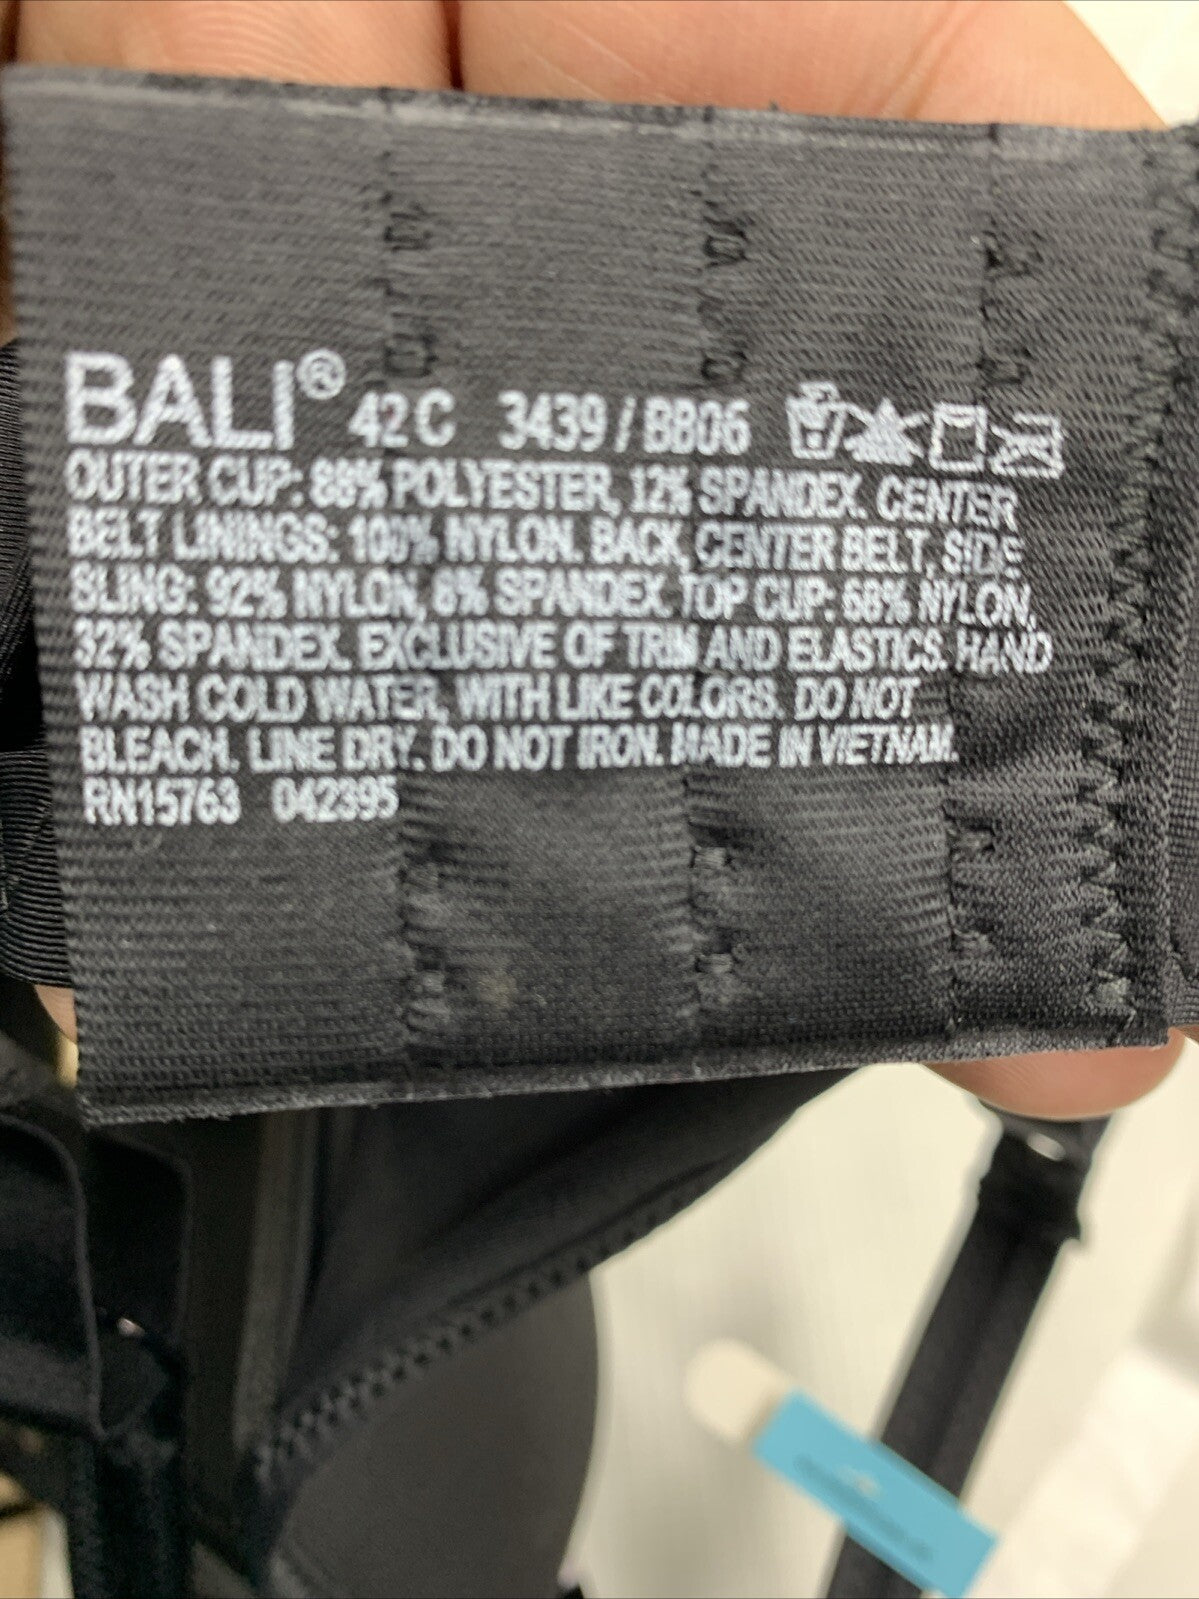 BALI® 42C 3439 / BB06
OUTER CUP: 88% POLYESTER, 12% SPANDEX. CENTER
BELT LININGS: 100% NYLON. BACK, CENTER BELT, SIDE
SLING: 92% NYLON, 8% SPANDEX. TOP CUP: 68% NYLON,
32% SPANDEX. EXCLUSIVE OF TRIM AND ELASTICS. HAND
WASH COLD WATER, WITH LIKE COLORS. DO NOT
BLEACH. LINE DRY. DO NOT IRON. MADE IN VIETNAM.
RN15763 042395